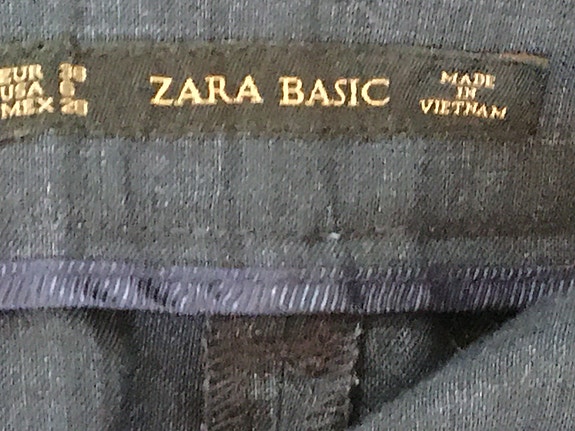 EUR 38
USA 6
MEX 28
ZARA BASIC
MADE
IN
VIETNAM